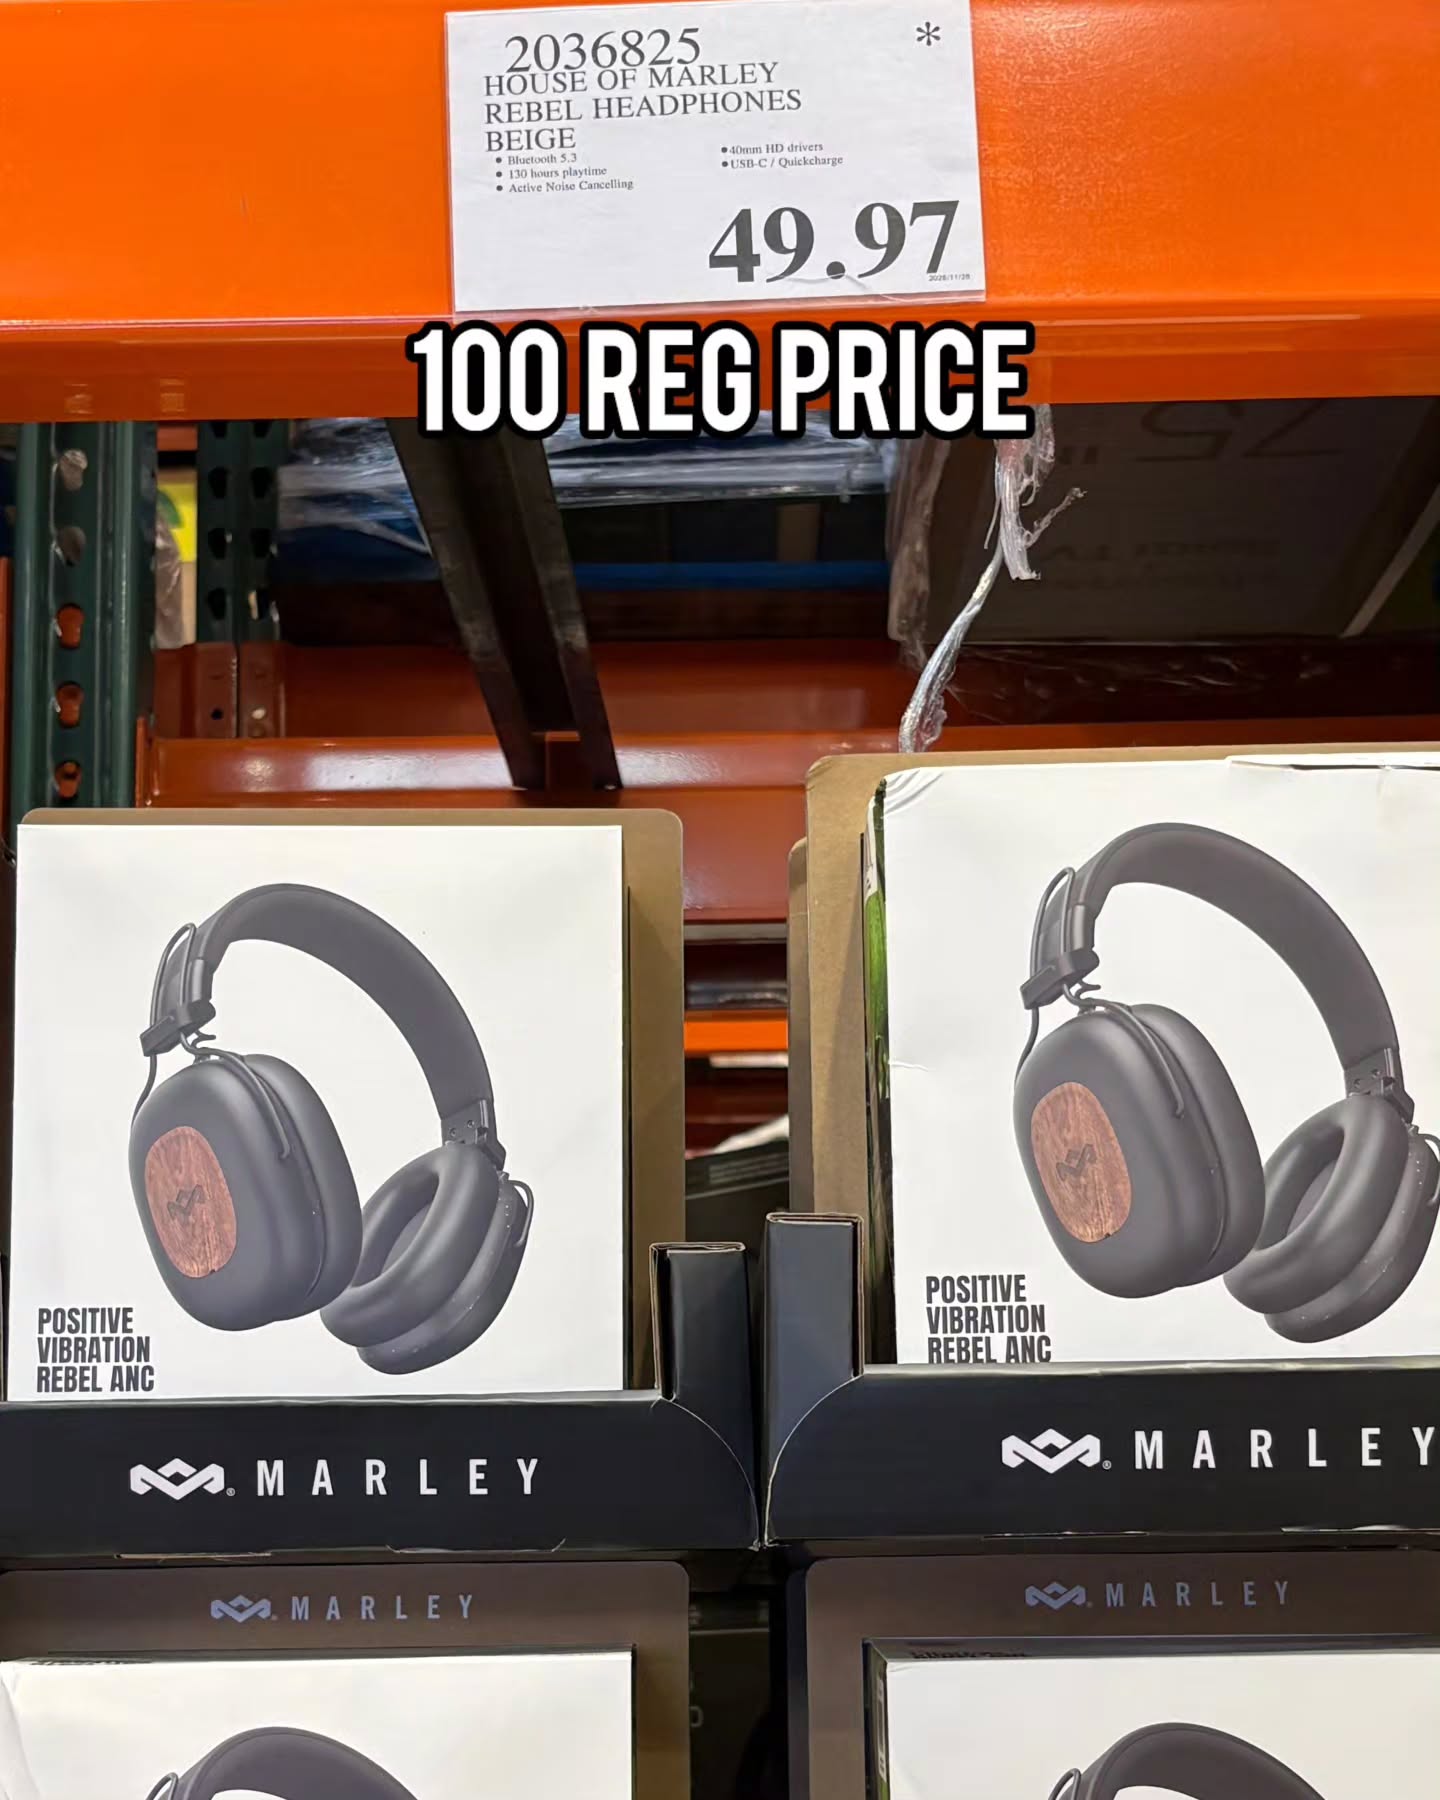 2036825 *
HOUSE OF MARLEY
REBEL HEADPHONES
BEIGE
• Bluetooth 5.3
• 130 hours playtime
• Active Noise Cancelling
• 40mm HD drivers
• USB-C / Quickcharge
49.97
100 REG PRICE
75
POSITIVE
VIBRATION
REBEL ANC
POSITIVE
VIBRATION
REBEL ANC
MARLEY
MARLEY
MARLEY
MARLEY